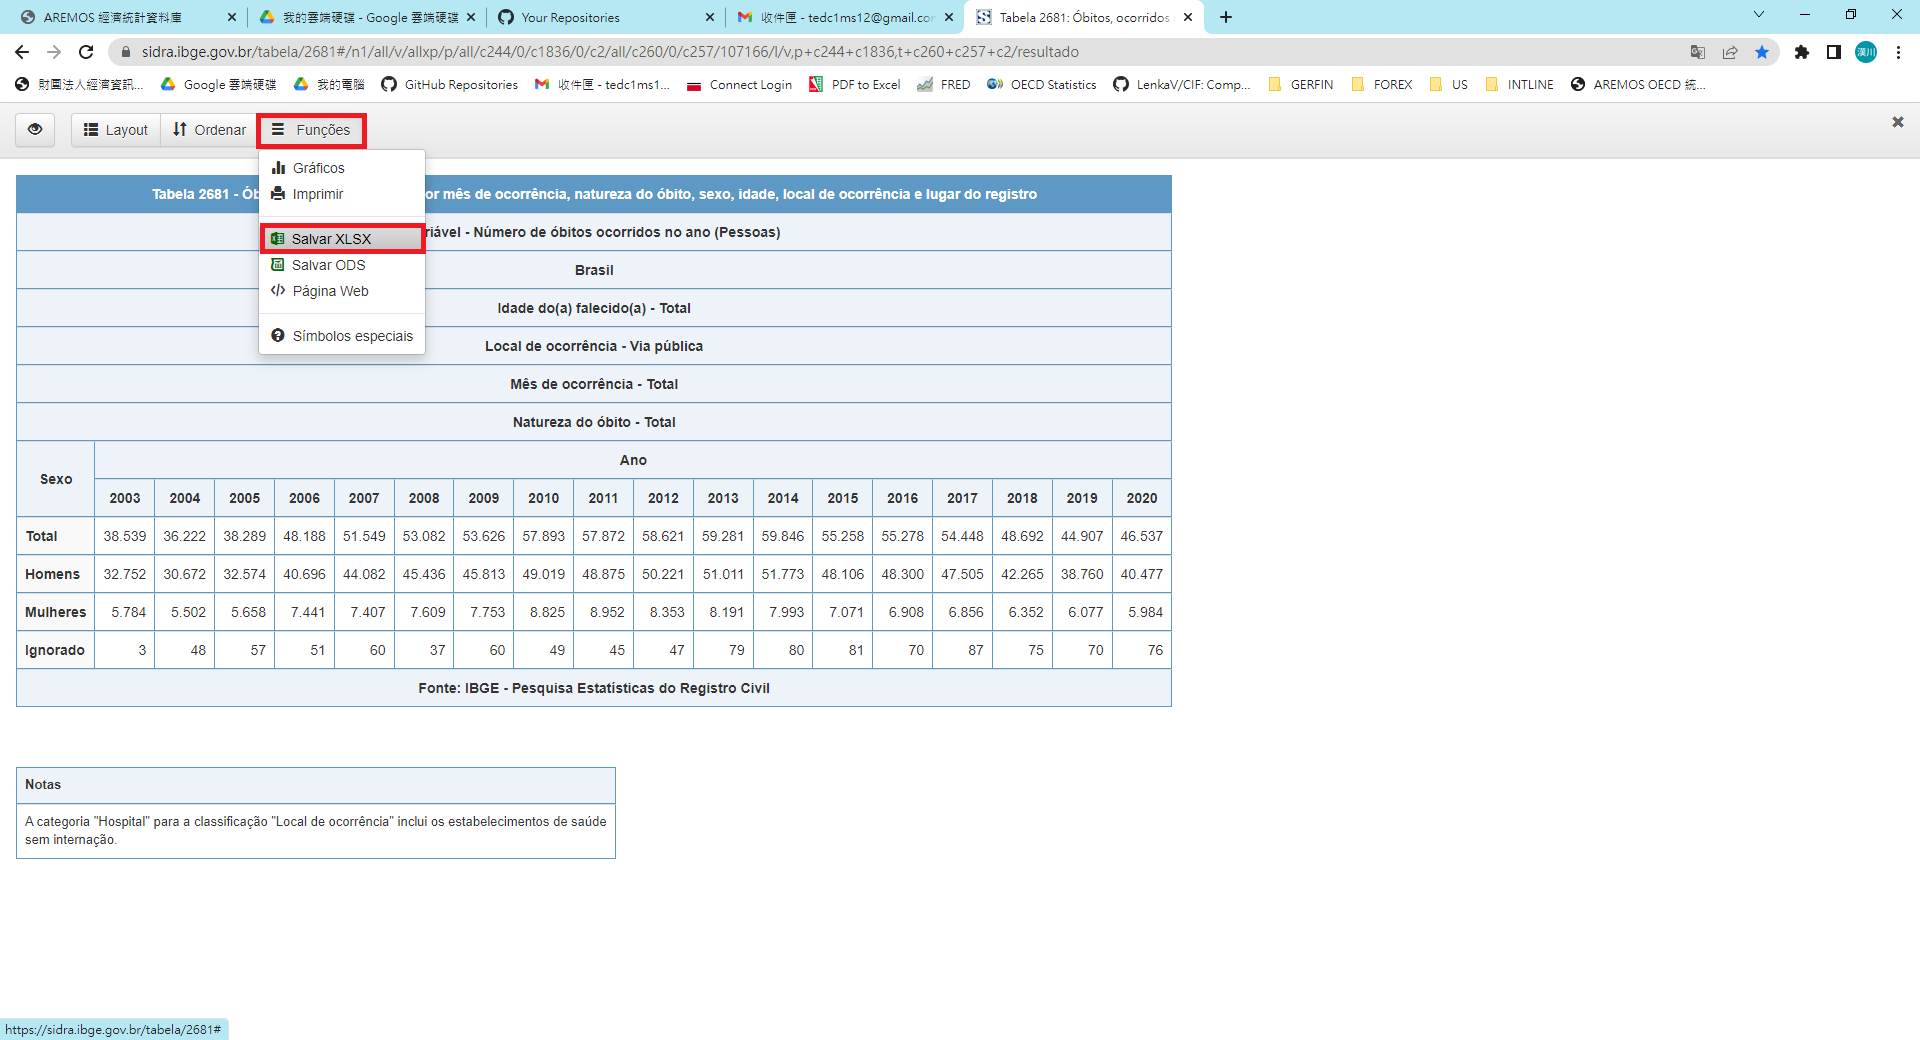 AREMOS 經濟統計資料庫
我的雲端硬碟 - Google 雲端硬碟
Your Repositories
收件匣 - tedc1ms12@gmail.co
Tabela 2681: Óbitos, ocorridos
sidra.ibge.gov.br/tabela/2681#/n1/all/v/allxp/p/all/c244/0/c1836/0/c2/all/c260/0/c257/107166/l/v,p+c244+c1836,t+c260+c257+c2/resultado
漢川
財團法人經濟資訊...
Google 雲端硬碟
我的電腦
GitHub Repositories
收件匣 - tedc1ms1...
Connect Login
PDF to Excel
FRED
OECD Statistics
LenkaV/CIF: Comp...
GERFIN
FOREX
US
INTLINE
AREMOS OECD 統...
Layout
Ordenar
Funções
Gráficos
Imprimir
Salvar XLSX
Salvar ODS
Página Web
Símbolos especiais
Tabela 2681 - Ób or mês de ocorrência, natureza do óbito, sexo, idade, local de ocorrência e lugar do registro
riável - Número de óbitos ocorridos no ano (Pessoas)
Brasil
Idade do(a) falecido(a) - Total
Local de ocorrência - Via pública
Mês de ocorrência - Total
Natureza do óbito - Total
Sexo
Ano
2003 2004 2005 2006 2007 2008 2009 2010 2011 2012 2013 2014 2015 2016 2017 2018 2019 2020
Total 38.539 36.222 38.289 48.188 51.549 53.082 53.626 57.893 57.872 58.621 59.281 59.846 55.258 55.278 54.448 48.692 44.907 46.537
Homens 32.752 30.672 32.574 40.696 44.082 45.436 45.813 49.019 48.875 50.221 51.011 51.773 48.106 48.300 47.505 42.265 38.760 40.477
Mulheres 5.784 5.502 5.658 7.441 7.407 7.609 7.753 8.825 8.952 8.353 8.191 7.993 7.071 6.908 6.856 6.352 6.077 5.984
Ignorado 3 48 57 51 60 37 60 49 45 47 79 80 81 70 87 75 70 76
Fonte: IBGE - Pesquisa Estatísticas do Registro Civil
Notas
A categoria "Hospital" para a classificação "Local de ocorrência" inclui os estabelecimentos de saúde
sem internação.
https://sidra.ibge.gov.br/tabela/2681#